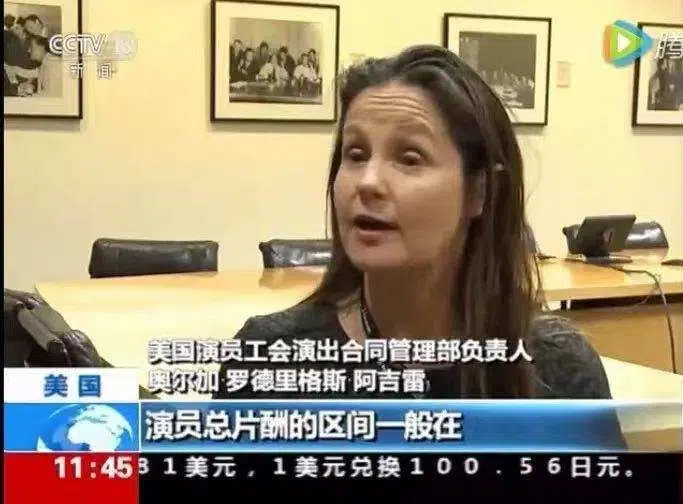 CCTV 13
新闻
腾
美国演员工会演出合同管理部负责人
奥尔加·罗德里格斯·阿吉雷
美国
演员总片酬的区间一般在
11:45
81美元，1美元兑换100.56日元。